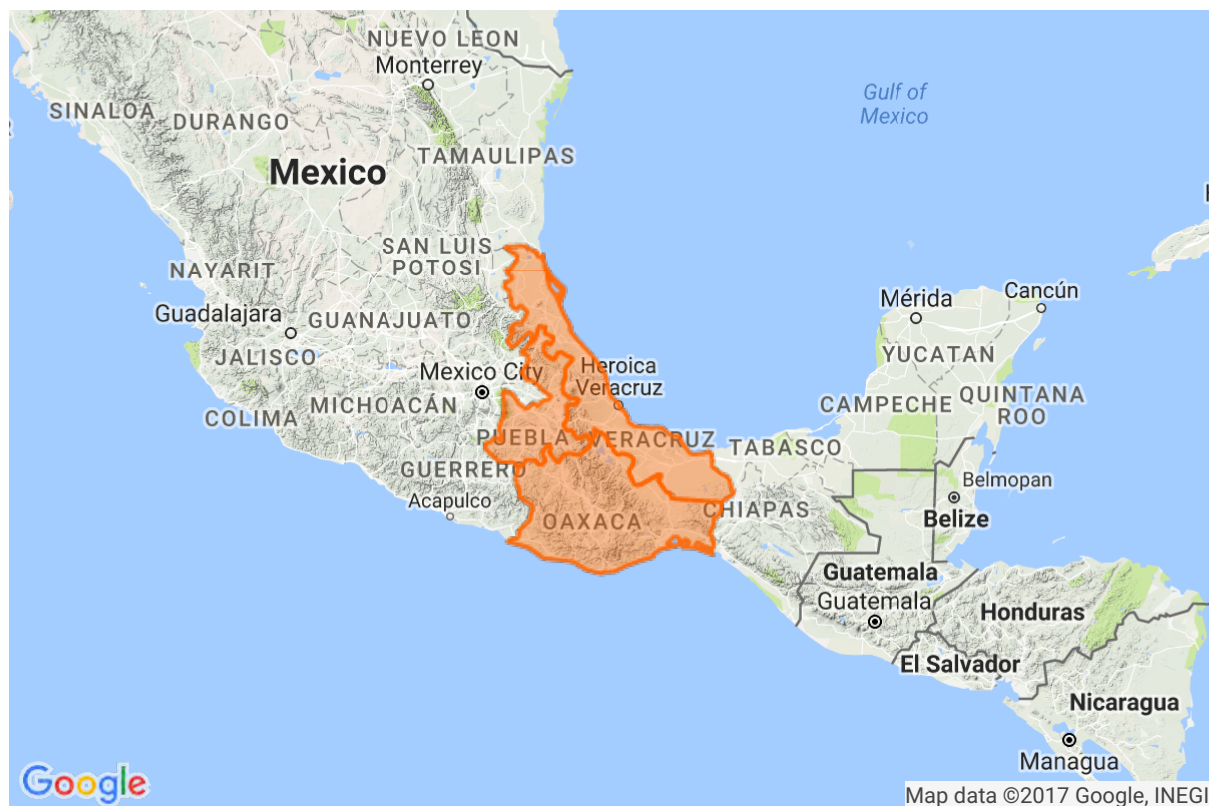 NUEVO LEON
Monterrey
SINALOA
DURANGO
Gulf of
Mexico
TAMAULIPAS
Mexico
SAN LUIS
POTOSI
NAYARIT
Mérida
Cancún
Guadalajara
GUANAJUATO
JALISCO
YUCATAN
Heroica
Veracruz
Mexico City
QUINTANA
ROO
COLIMA
MICHOACÁN
CAMPECHE
PUEBLA
VERACRUZ
TABASCO
GUERRERO
Belmopan
Acapulco
CHIAPAS
OAXACA
Belize
Guatemala
Guatemala
Honduras
El Salvador
Nicaragua
Managua
Google
Map data ©2017 Google, INEGI